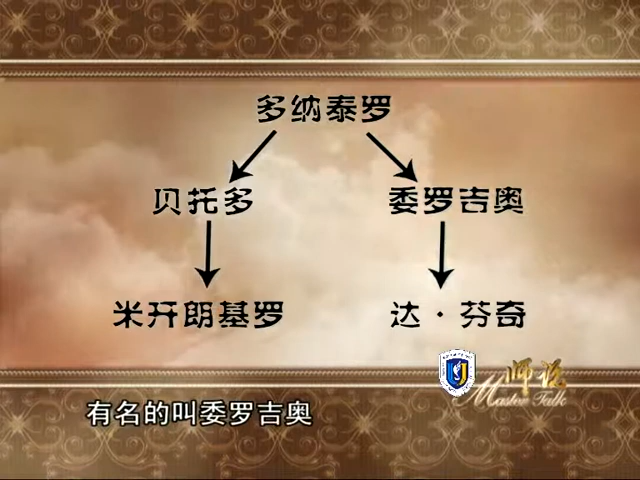 多纳泰罗
贝托多 委罗吉奥
米开朗基罗 达·芬奇
师说
Master Talk
有名的叫委罗吉奥